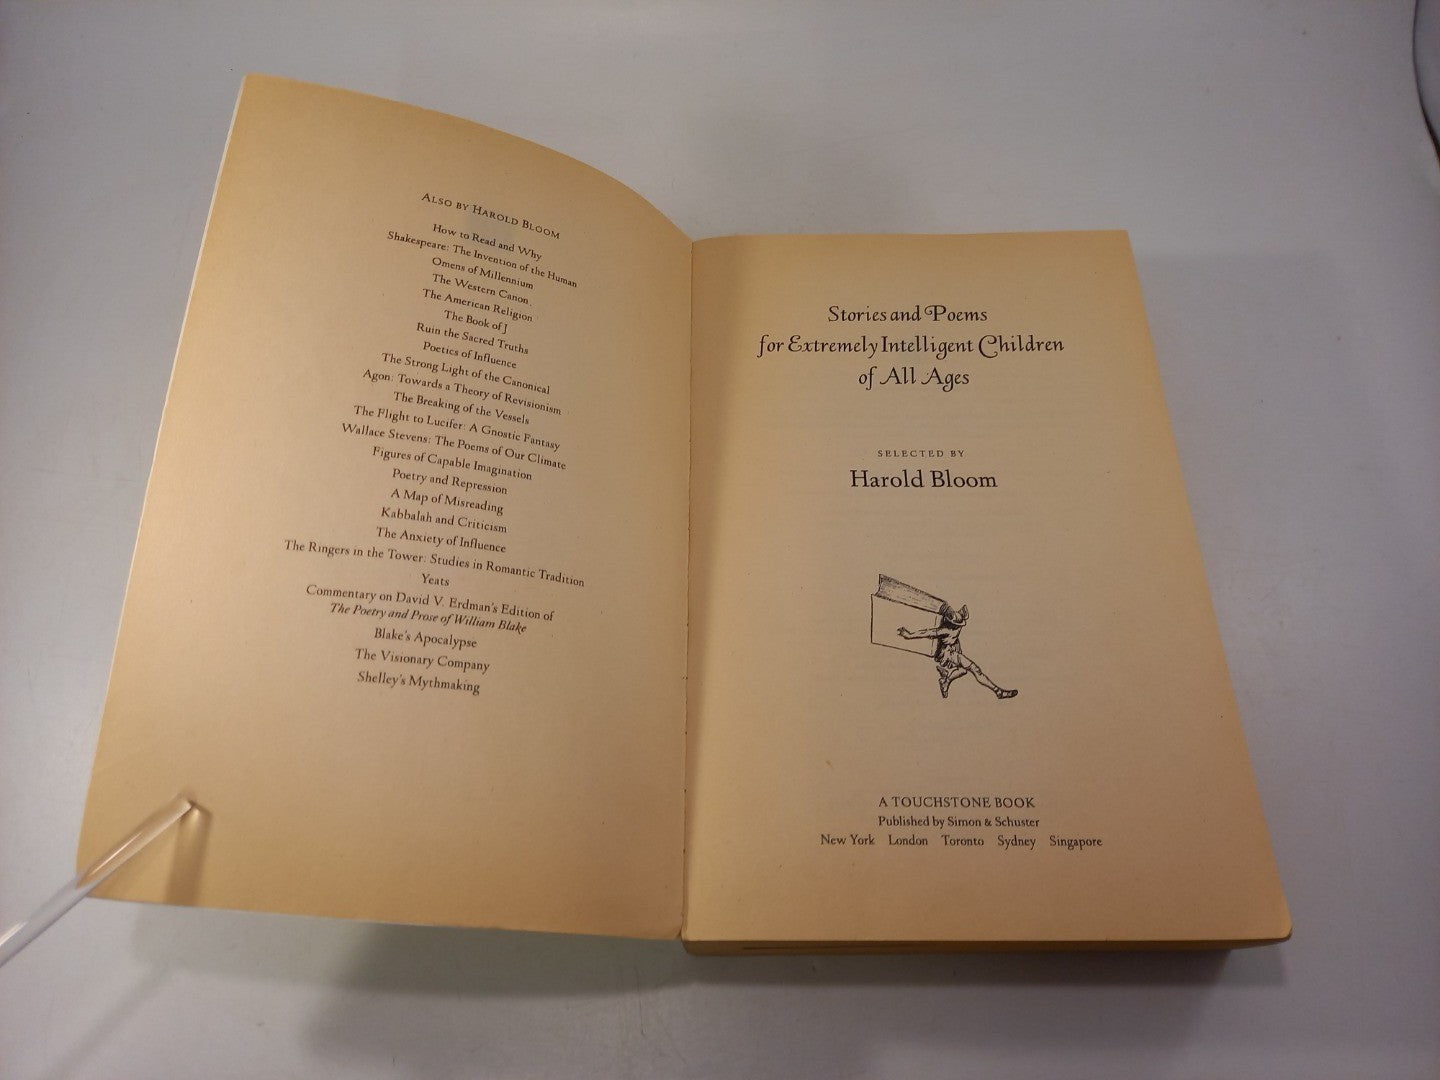 ALSO BY HAROLD BLOOM
How to Read and Why
Shakespeare: The Invention of the Human
Omens of Millennium
The Western Canon
The American Religion
The Book of J
Ruin the Sacred Truths
Poetics of Influence
The Strong Light of the Canonical
Agon: Towards a Theory of Revisionism
The Breaking of the Vessels
The Flight to Lucifer: A Gnostic Fantasy
Wallace Stevens: The Poems of Our Climate
Figures of Capable Imagination
Poetry and Repression
A Map of Misreading
Kabbalah and Criticism
The Anxiety of Influence
The Ringers in the Tower: Studies in Romantic Tradition
Yeats
Commentary on David V. Erdman's Edition of
The Poetry and Prose of William Blake
Blake's Apocalypse
The Visionary Company
Shelley's Mythmaking
Stories and Poems
for Extremely Intelligent Children
of All Ages
SELECTED BY
Harold Bloom
A TOUCHSTONE BOOK
Published by Simon & Schuster
New York London Toronto Sydney Singapore